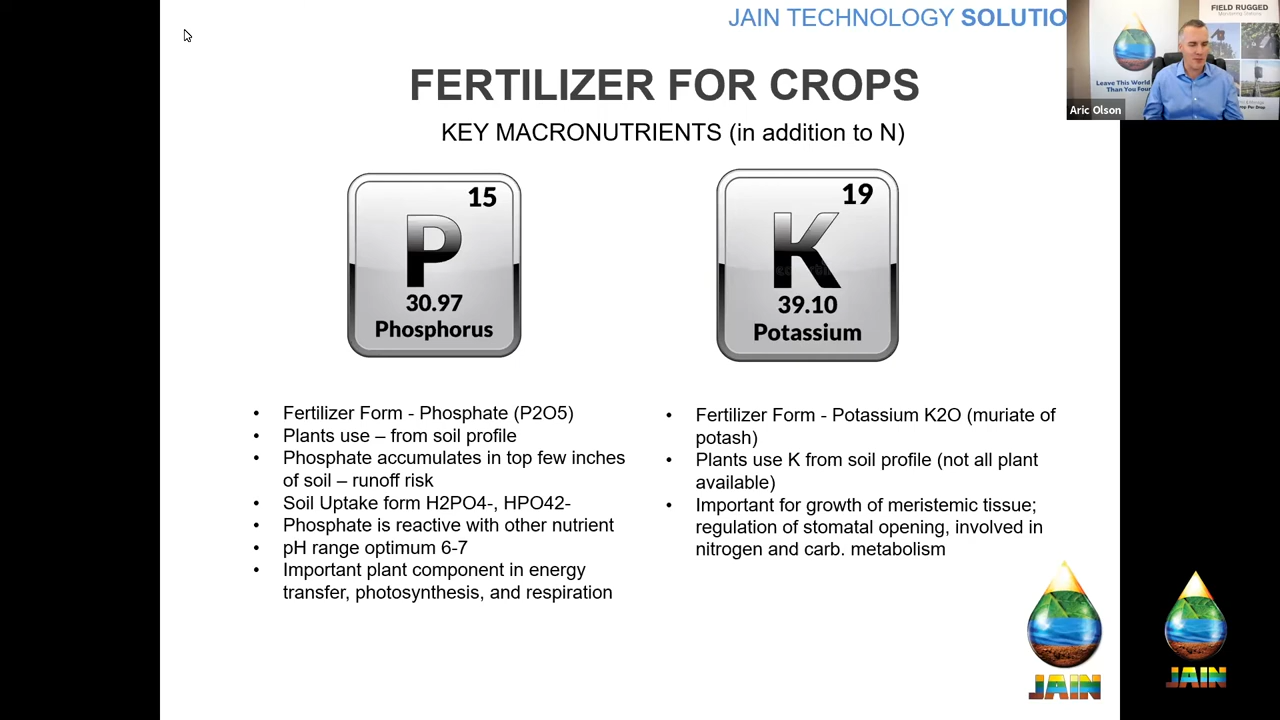 JAIN TECHNOLOGY SOLUTIO
FIELD RUGGED
Leave This World
Than You Foun
Aric Olson
FERTILIZER FOR CROPS
KEY MACRONUTRIENTS (in addition to N)
15
P
30.97
Phosphorus
19
K
39.10
Potassium
• Fertilizer Form - Phosphate (P2O5)
• Plants use – from soil profile
• Phosphate accumulates in top few inches
of soil – runoff risk
• Soil Uptake form H2PO4-, HPO42-
• Phosphate is reactive with other nutrient
• pH range optimum 6-7
• Important plant component in energy
transfer, photosynthesis, and respiration
• Fertilizer Form - Potassium K2O (muriate of
potash)
• Plants use K from soil profile (not all plant
available)
• Important for growth of meristemic tissue;
regulation of stomatal opening, involved in
nitrogen and carb. metabolism
JAIN
JAIN